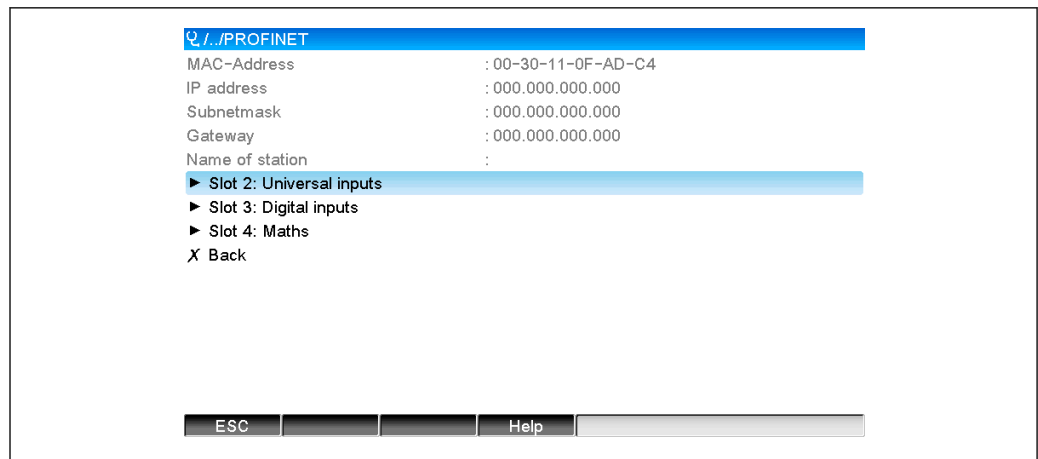 /../PROFINET
MAC-Address : 00-30-11-0F-AD-C4
IP address : 000.000.000.000
Subnetmask : 000.000.000.000
Gateway : 000.000.000.000
Name of station :
► Slot 2: Universal inputs
► Slot 3: Digital inputs
► Slot 4: Maths
X Back
ESC Help